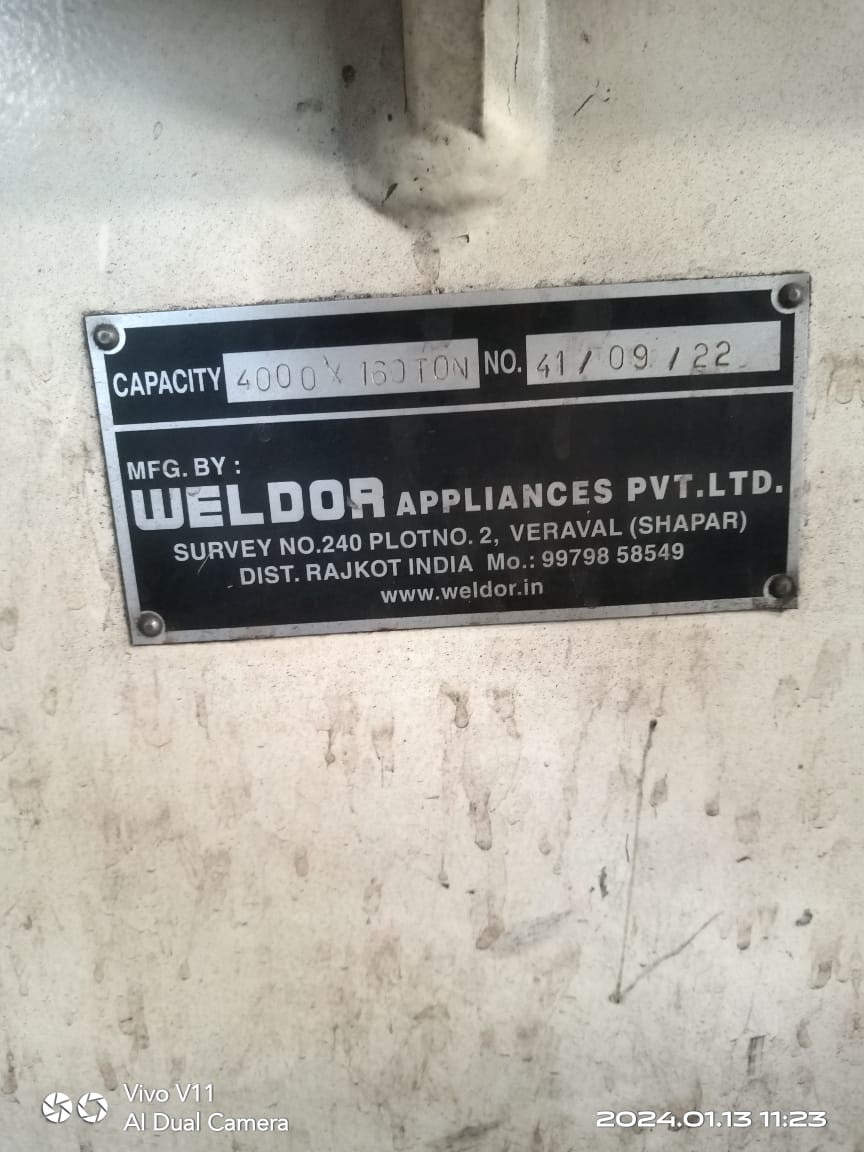 CAPACITY 4000 X 160 TON NO. 41 / 09 / 22
MFG. BY :
WELDOR APPLIANCES PVT.LTD.
SURVEY NO.240 PLOTNO. 2, VERAVAL (SHAPAR)
DIST. RAJKOT INDIA Mo.: 99798 58549
www.weldor.in
Vivo V11
AI Dual Camera
2024.01.13 11:23